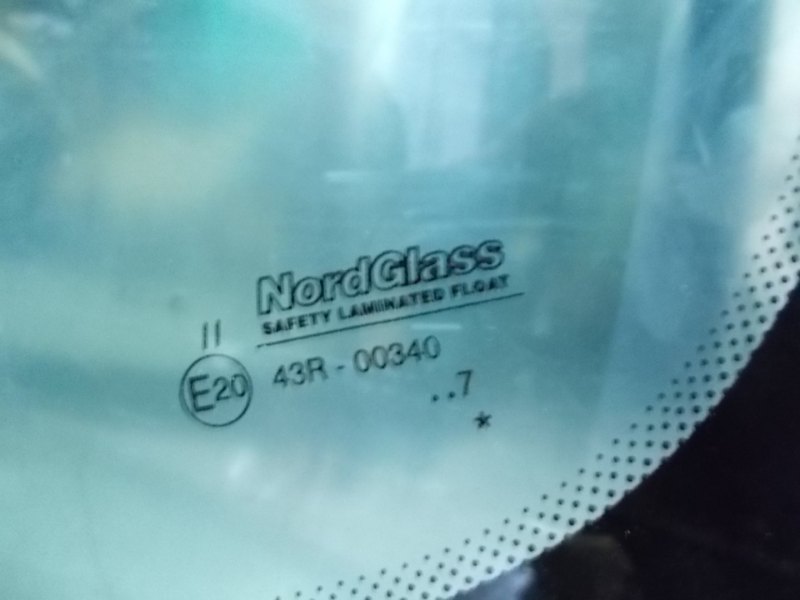 NordGlass
SAFETY LAMINATED FLOAT
II
E20
43R - 00340
..7
*